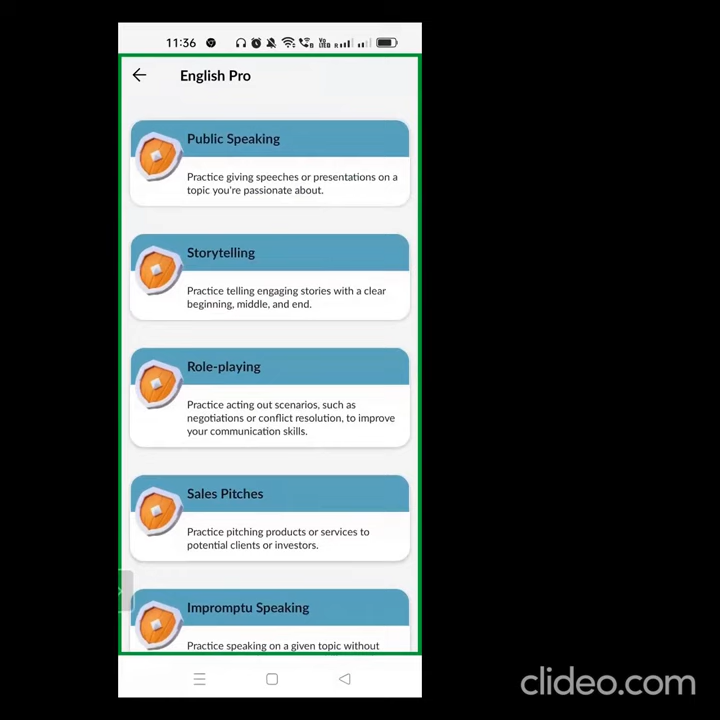 11:36
English Pro
Public Speaking
Practice giving speeches or presentations on a
topic you're passionate about.
Storytelling
Practice telling engaging stories with a clear
beginning, middle, and end.
Role-playing
Practice acting out scenarios, such as
negotiations or conflict resolution, to improve
your communication skills.
Sales Pitches
Practice pitching products or services to
potential clients or investors.
Impromptu Speaking
Practice speaking on a given topic without
clideo.com